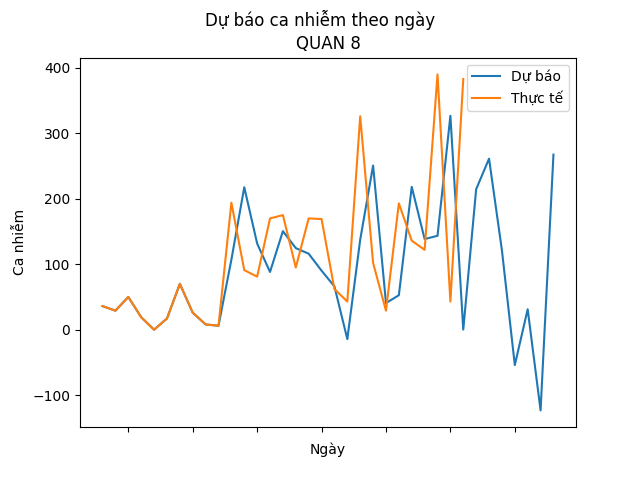 Dự báo ca nhiễm theo ngày
QUAN 8
Dự báo
Thực tế
400
300
200
100
0
−100
Ca nhiễm
Ngày